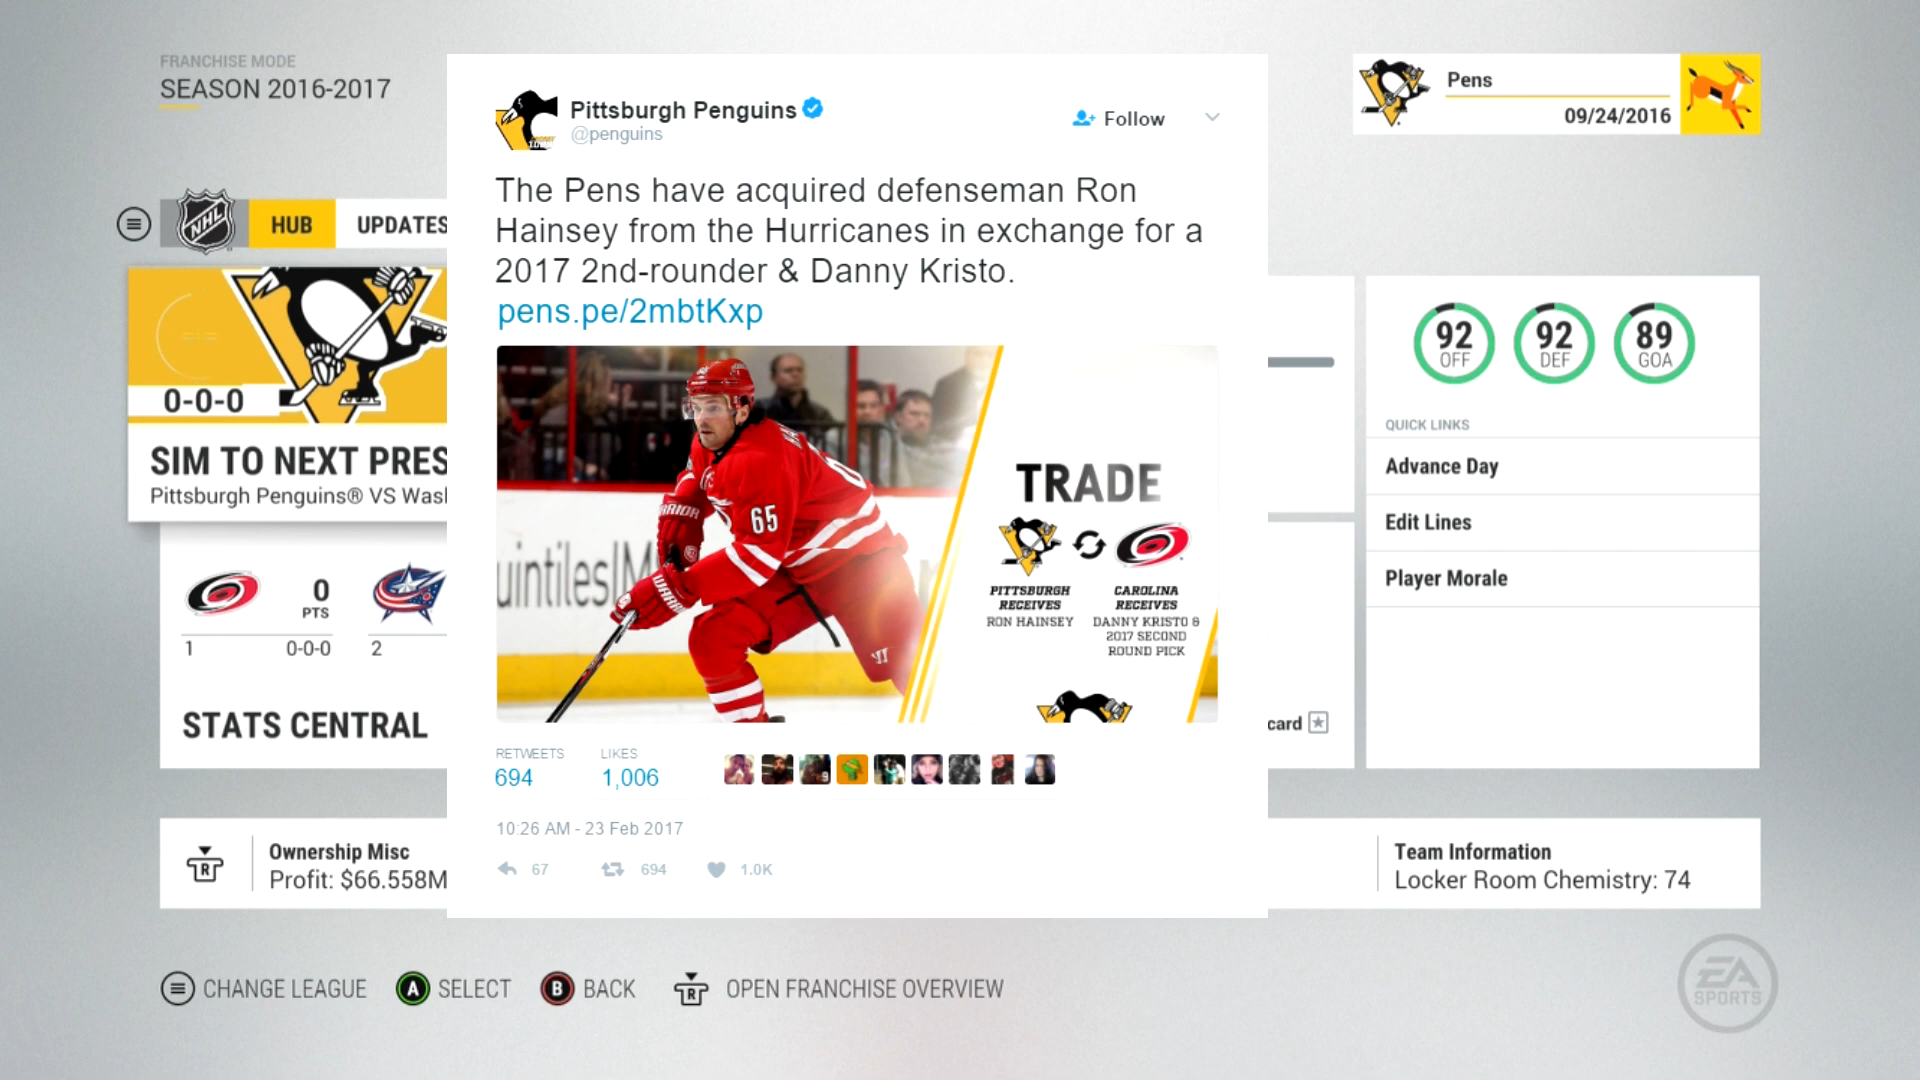 FRANCHISE MODE
SEASON 2016-2017
Pens
09/24/2016
NHL
HUB
UPDATES
0-0-0
SIM TO NEXT PRES
Pittsburgh Penguins® VS Wasl
0
PTS
1
0-0-0
2
STATS CENTRAL
Ownership Misc
Profit: $66.558M
Pittsburgh Penguins
@penguins
Follow
The Pens have acquired defenseman Ron
Hainsey from the Hurricanes in exchange for a
2017 2nd-rounder & Danny Kristo.
pens.pe/2mbtKxp
65
WARRIOR
uintiles|M
TRADE
PITTSBURGH
RECEIVES
RON HAINSEY
CAROLINA
RECEIVES
DANNY KRISTO &
2017 SECOND
ROUND PICK
RETWEETS
694
LIKES
1,006
10:26 AM - 23 Feb 2017
67
694
1.0K
card
92
OFF
92
DEF
89
GOA
QUICK LINKS
Advance Day
Edit Lines
Player Morale
Team Information
Locker Room Chemistry: 74
CHANGE LEAGUE
A SELECT
B BACK
R OPEN FRANCHISE OVERVIEW
EA
SPORTS